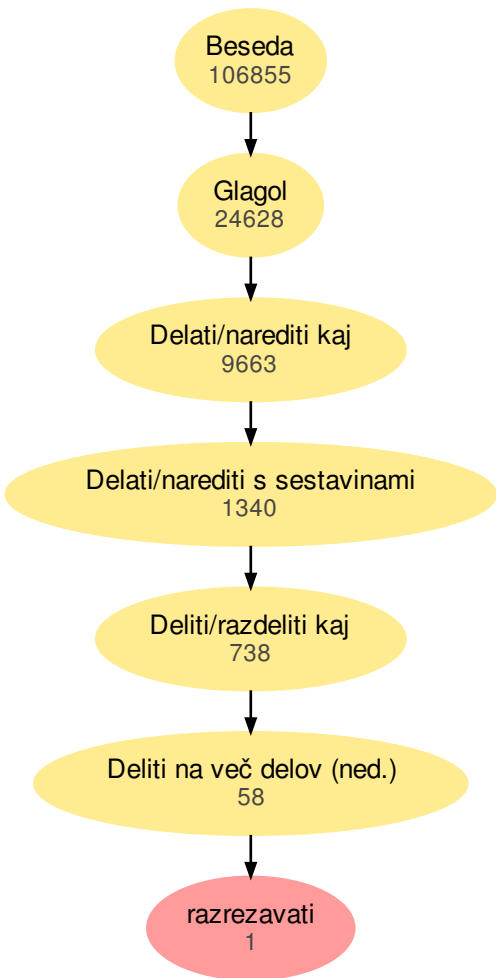 Beseda
106855
Glagol
24628
Delati/narediti kaj
9663
Delati/narediti s sestavinami
1340
Deliti/razdeliti kaj
738
Deliti na več delov (ned.)
58
razrezavati
1